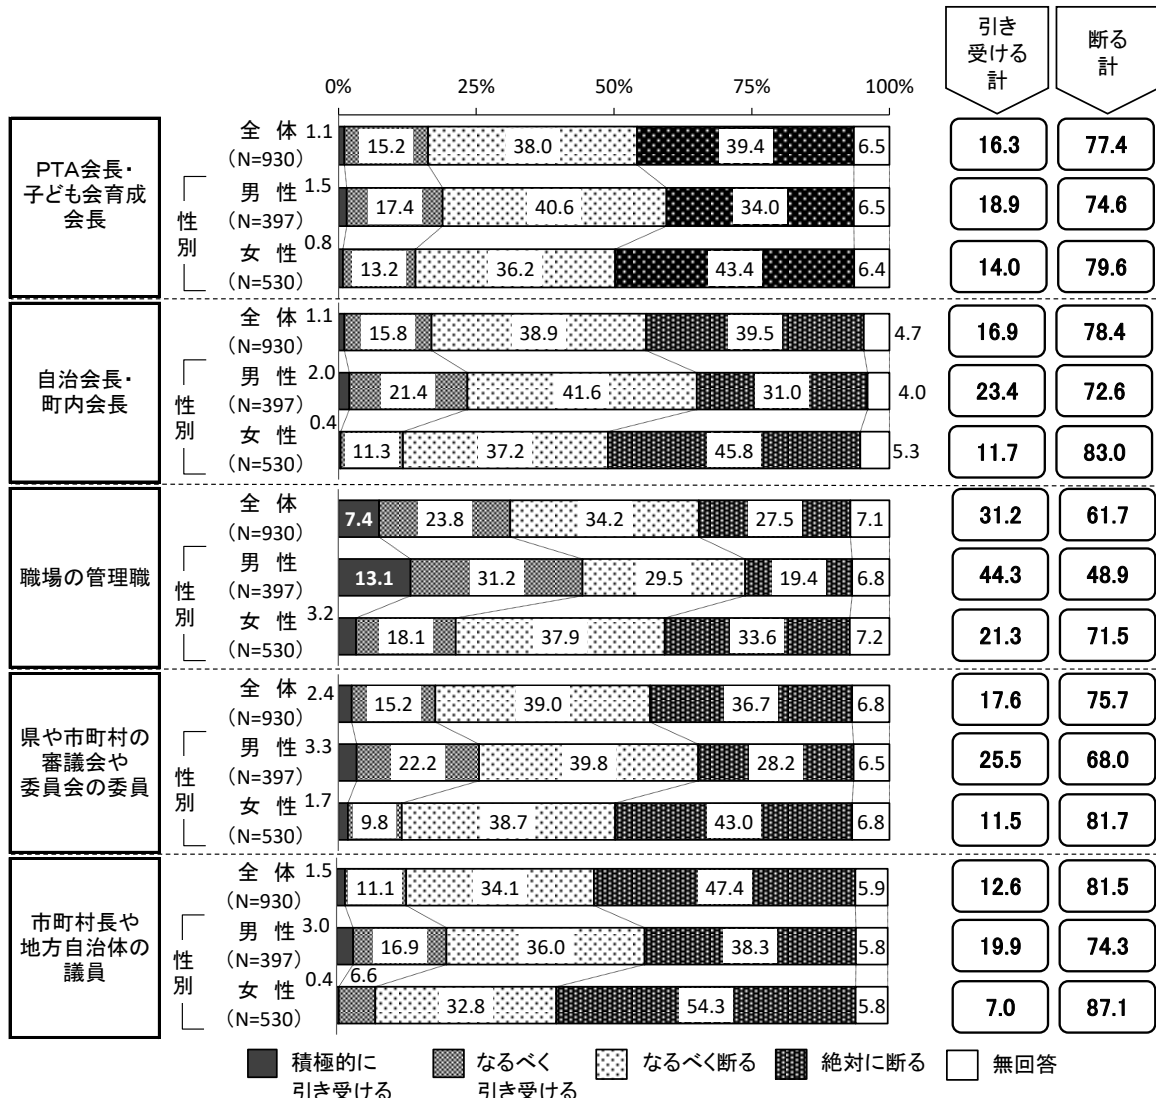 引き
受ける
計
断る
計
0% 25% 50% 75% 100%
PTA会長・
子ども会育成
会長
性別
全 体
(N=930)
1.1 15.2 38.0 39.4 6.5 16.3 77.4
男 性
(N=397)
1.5 17.4 40.6 34.0 6.5 18.9 74.6
女 性
(N=530)
0.8 13.2 36.2 43.4 6.4 14.0 79.6
自治会長・
町内会長
性別
全 体
(N=930)
1.1 15.8 38.9 39.5 4.7 16.9 78.4
男 性
(N=397)
2.0 21.4 41.6 31.0 4.0 23.4 72.6
女 性
(N=530)
0.4 11.3 37.2 45.8 5.3 11.7 83.0
職場の管理職
性別
全 体
(N=930)
7.4 23.8 34.2 27.5 7.1 31.2 61.7
男 性
(N=397)
13.1 31.2 29.5 19.4 6.8 44.3 48.9
女 性
(N=530)
3.2 18.1 37.9 33.6 7.2 21.3 71.5
県や市町村の
審議会や
委員会の委員
性別
全 体
(N=930)
2.4 15.2 39.0 36.7 6.8 17.6 75.7
男 性
(N=397)
3.3 22.2 39.8 28.2 6.5 25.5 68.0
女 性
(N=530)
1.7 9.8 38.7 43.0 6.8 11.5 81.7
市町村長や
地方自治体の
議員
性別
全 体
(N=930)
1.5 11.1 34.1 47.4 5.9 12.6 81.5
男 性
(N=397)
3.0 16.9 36.0 38.3 5.8 19.9 74.3
女 性
(N=530)
0.4 6.6 32.8 54.3 5.8 7.0 87.1
積極的に
引き受ける
なるべく
引き受ける
なるべく断る
絶対に断る
無回答